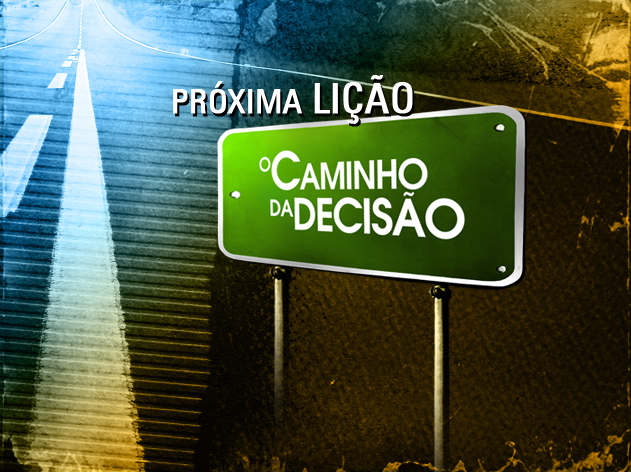 PRÓXIMA LIÇÃO
O CAMINHO
DA DECISÃO